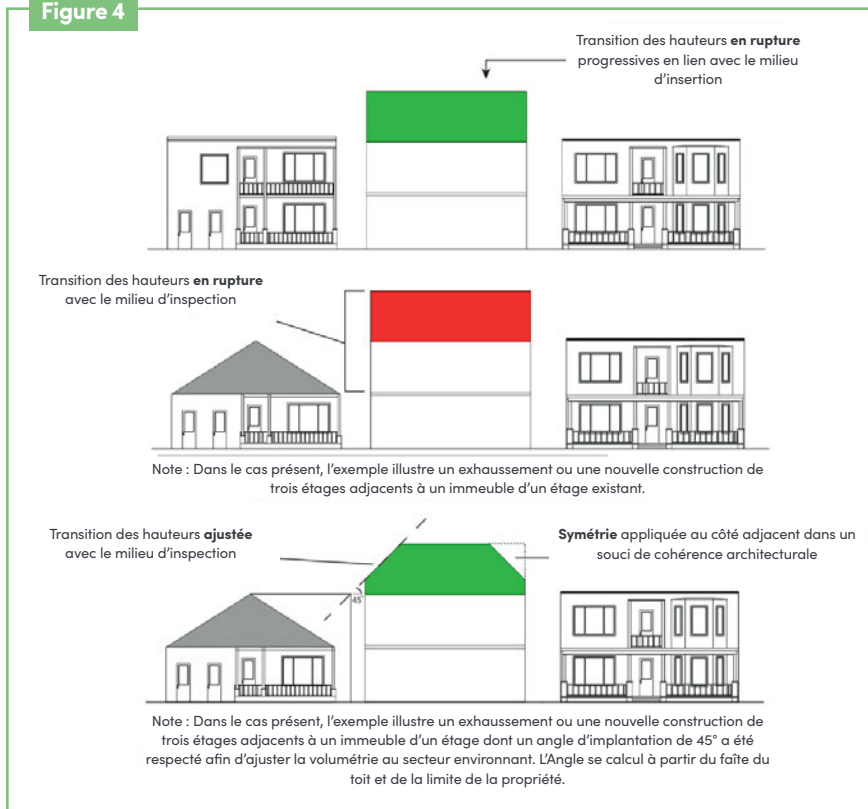 Figure 4
Transition des hauteurs en rupture
progressives en lien avec le milieu
d'insertion
Transition des hauteurs en rupture
avec le milieu d'inspection
Note : Dans le cas présent, l'exemple illustre un exhaussement ou une nouvelle construction de
trois étages adjacents à un immeuble d'un étage existant.
Transition des hauteurs ajustée
avec le milieu d'inspection
Symétrie appliquée au côté adjacent dans un
souci de cohérence architecturale
45°
Note : Dans le cas présent, l'exemple illustre un exhaussement ou une nouvelle construction de
trois étages adjacents à un immeuble d'un étage dont un angle d'implantation de 45° a été
respecté afin d'ajuster la volumétrie au secteur environnant. L'Angle se calcul à partir du faîte du
toit et de la limite de la propriété.